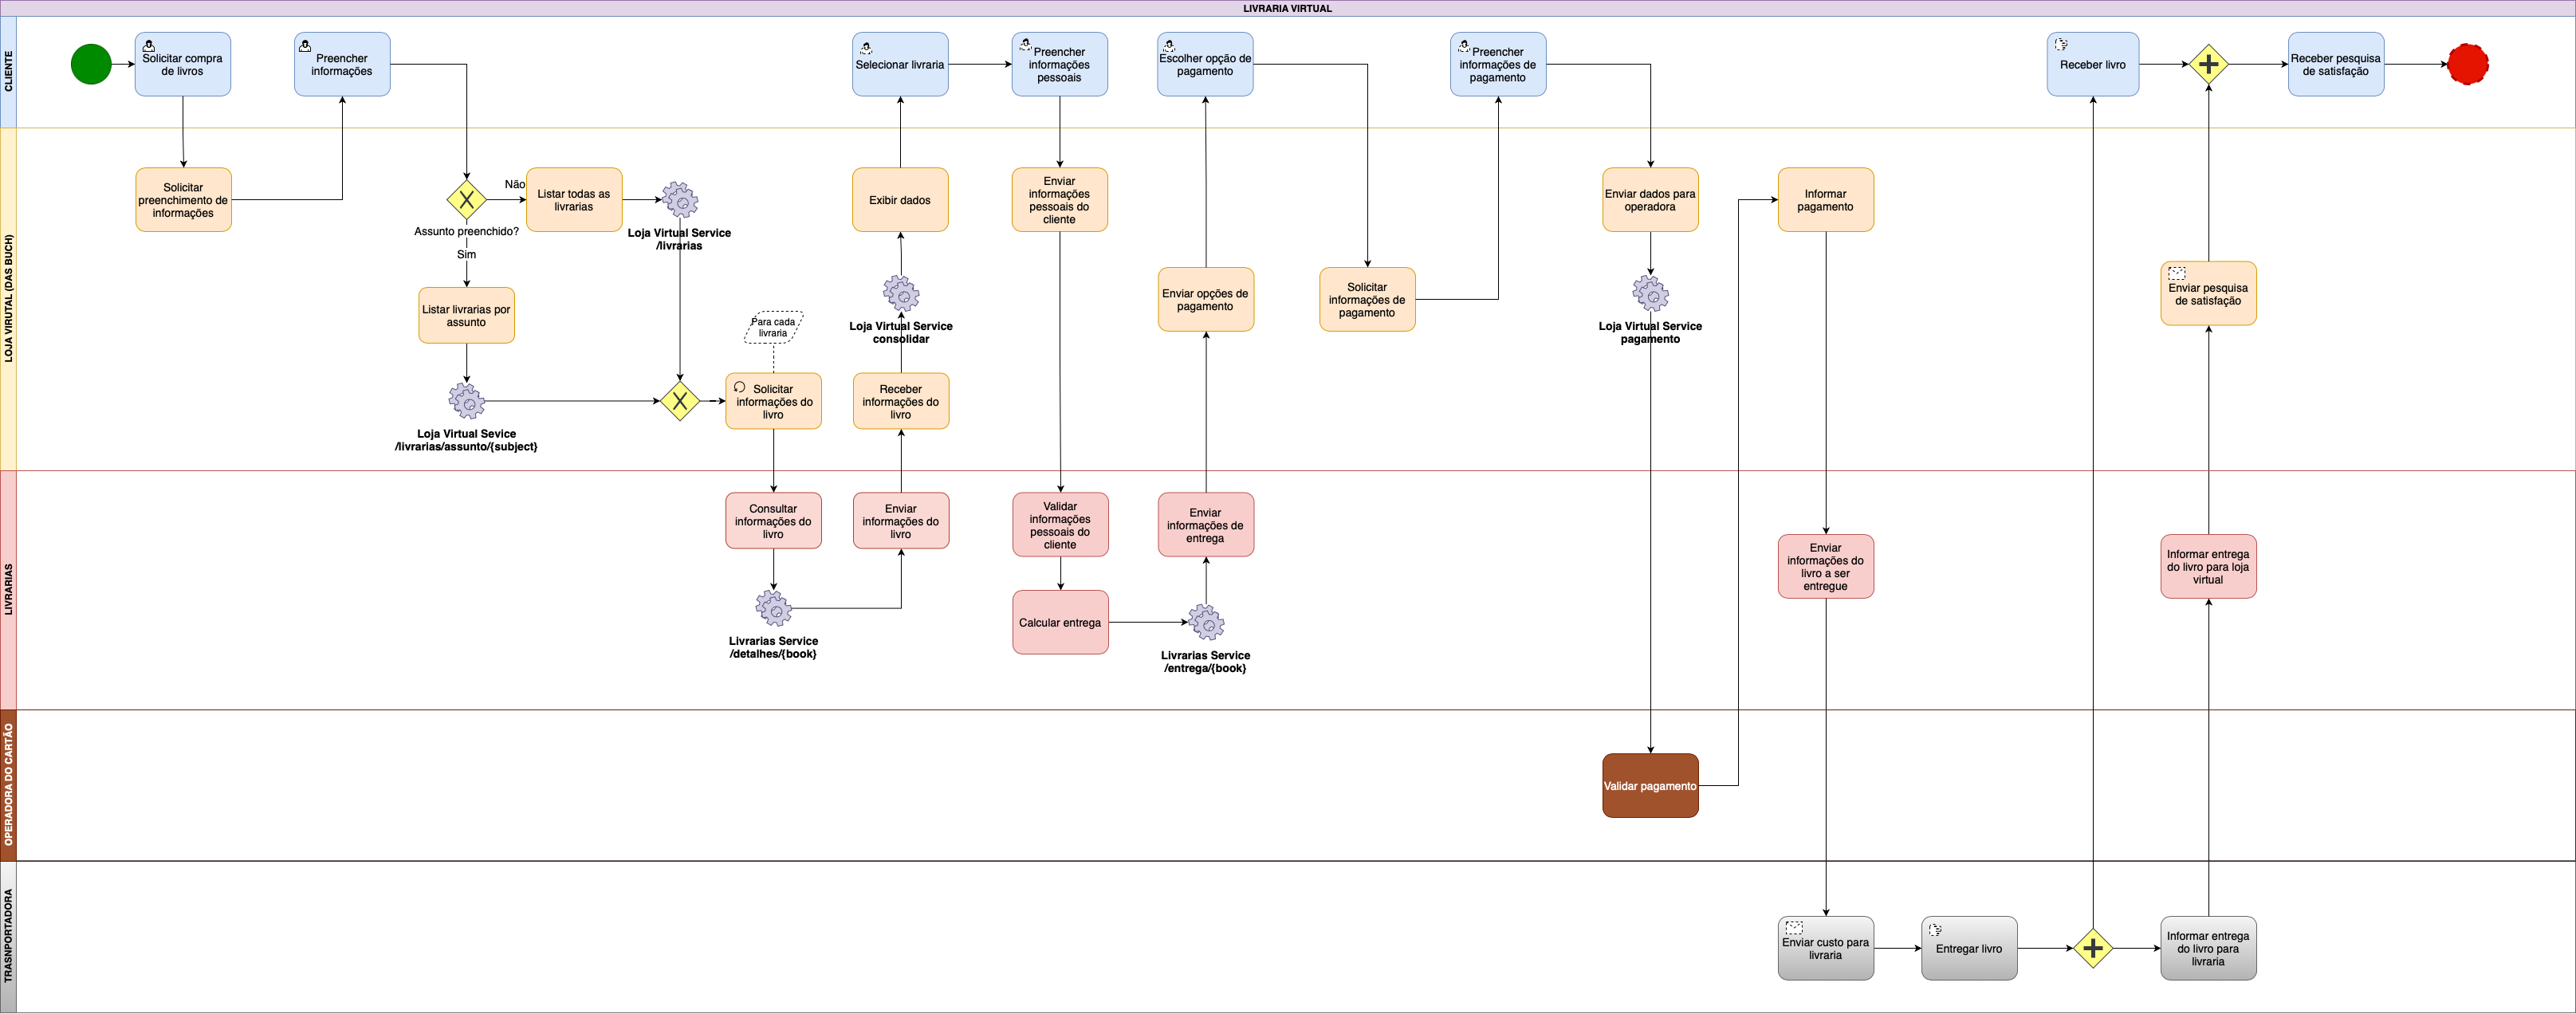 LIVRARIA VIRTUAL
CLIENTE
Solicitar compra
de livros
Preencher
informações
Selecionar livraria
Preencher
informações
pessoais
Escolher opção de
pagamento
Preencher
informações de
pagamento
Receber livro
Receber pesquisa
de satisfação
LOJA VIRUTAL (DAS BUCH)
Solicitar
preenchimento de
informações
Não
Assunto preenchido?
Sim
Listar todas as
livrarias
Loja Virtual Service
/livrarias
Listar livrarias por
assunto
Loja Virtual Sevice
/livrarias/assunto/{subject}
Para cada
livraria
Solicitar
informações do
livro
Exibir dados
Loja Virtual Service
consolidar
Receber
informações do
livro
Enviar
informações
pessoais do
cliente
Enviar opções de
pagamento
Solicitar
informações de
pagamento
Enviar dados para
operadora
Loja Virtual Service
pagamento
Informar
pagamento
Enviar pesquisa
de satisfação
LIVRARIAS
Consultar
informações do
livro
Livrarias Service
/detalhes/{book}
Enviar
informações do
livro
Validar
informações
pessoais do
cliente
Calcular entrega
Enviar
informações de
entrega
Livrarias Service
/entrega/{book}
Enviar
informações do
livro a ser
entregue
Informar entrega
do livro para loja
virtual
OPERADORA DO CARTÃO
Validar pagamento
TRASNPORTADORA
Enviar custo para
livraria
Entregar livro
Informar entrega
do livro para
livraria